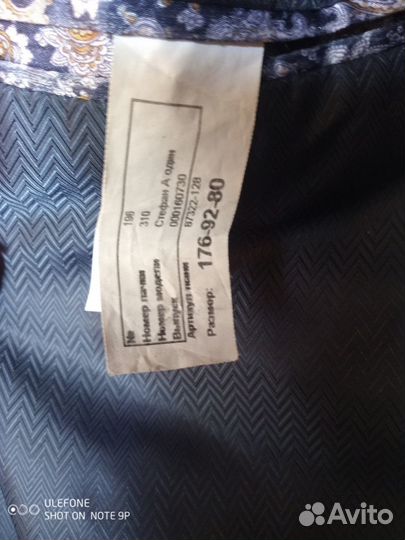 № 196
Номер пачки 310
Номер модели Стефан А один
Выпуск 000160730
Артикул ткани 87322-128
Размер: 176-92-80
ULEFONE
SHOT ON NOTE 9P
Avito